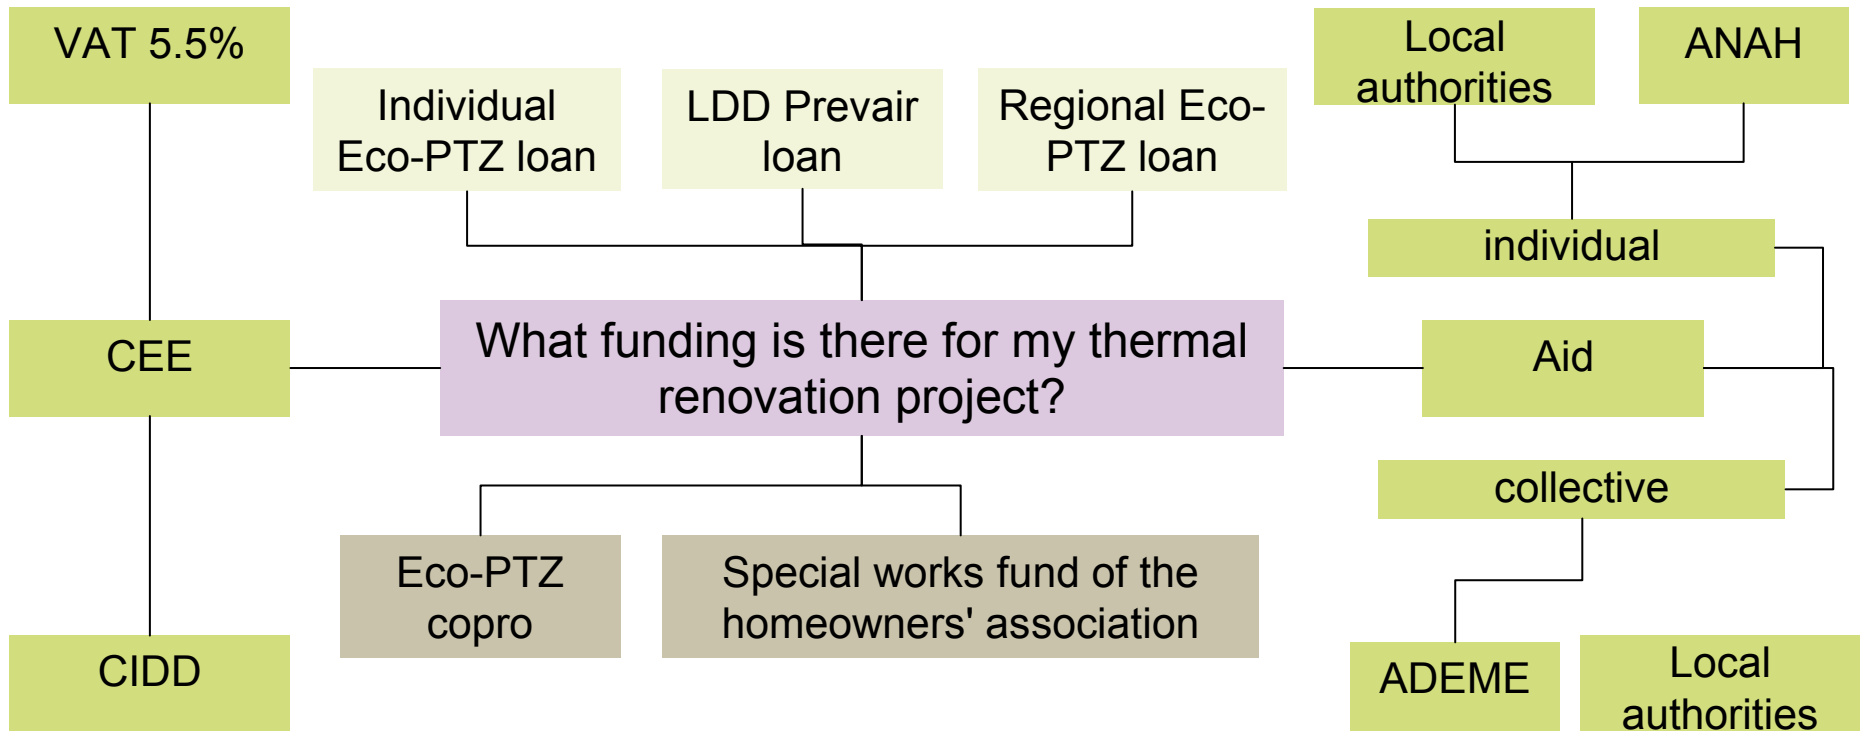 VAT 5.5%
Local
authorities
ANAH
Individual
Eco-PTZ loan
LDD Prevair
loan
Regional Eco-
PTZ loan
individual
CEE
What funding is there for my thermal
renovation project?
Aid
collective
Eco-PTZ
copro
Special works fund of the
homeowners' association
CIDD
ADEME
Local
authorities